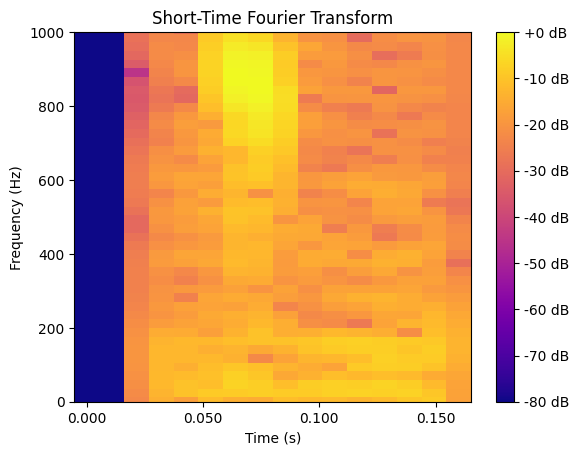 Short-Time Fourier Transform
1000
800
600
400
200
0
Frequency (Hz)
0.000
0.050
0.100
0.150
Time (s)
+0 dB
-10 dB
-20 dB
-30 dB
-40 dB
-50 dB
-60 dB
-70 dB
-80 dB